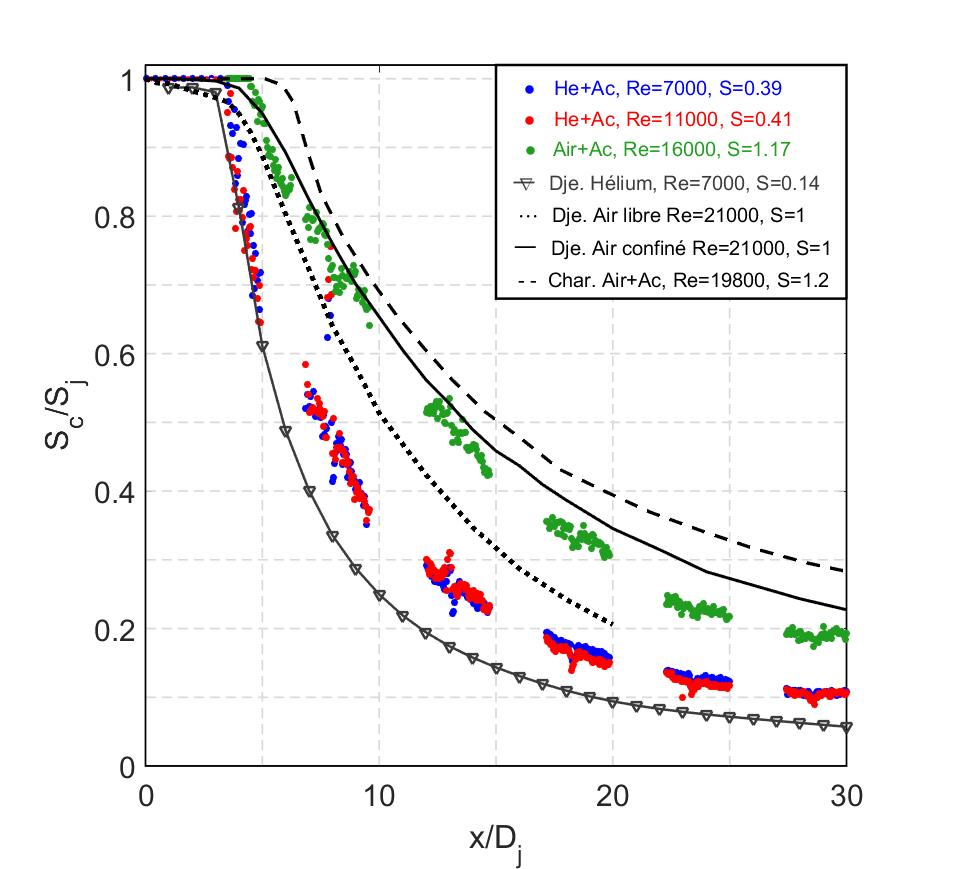 He+Ac, Re=7000, S=0.39
He+Ac, Re=11000, S=0.41
Air+Ac, Re=16000, S=1.17
Dje. Hélium, Re=7000, S=0.14
Dje. Air libre Re=21000, S=1
Dje. Air confiné Re=21000, S=1
Char. Air+Ac, Re=19800, S=1.2
1
0.8
0.6
0.4
0.2
0
S_c/S_j
0 10 20 30
x/D_j